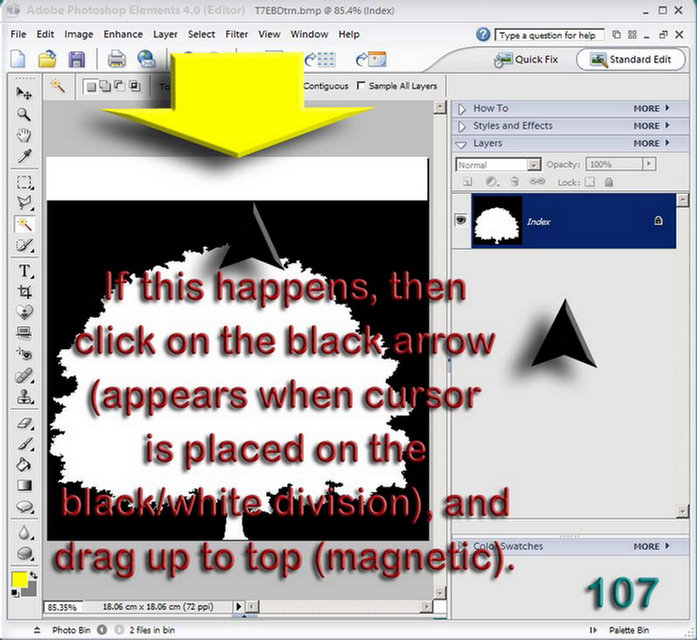 Adobe Photoshop Elements 4.0 (Editor) T7EBDtrn.bmp @ 85.4% (Index)
File Edit Image Enhance Layer Select Filter View Window Help Type a question for help
Quick Fix Standard Edit
Contiguous Sample All Layers
How To MORE
Styles and Effects MORE
Layers MORE
Normal Opacity: 100%
Lock:
Index
If this happens, then
click on the black arrow
(appears when cursor
is placed on the
black/white division), and
drag up to top (magnetic).
Color Swatches MORE
107
85.35% 18.06 cm x 18.06 cm (72 ppi)
Photo Bin 2 files in bin Palette Bin